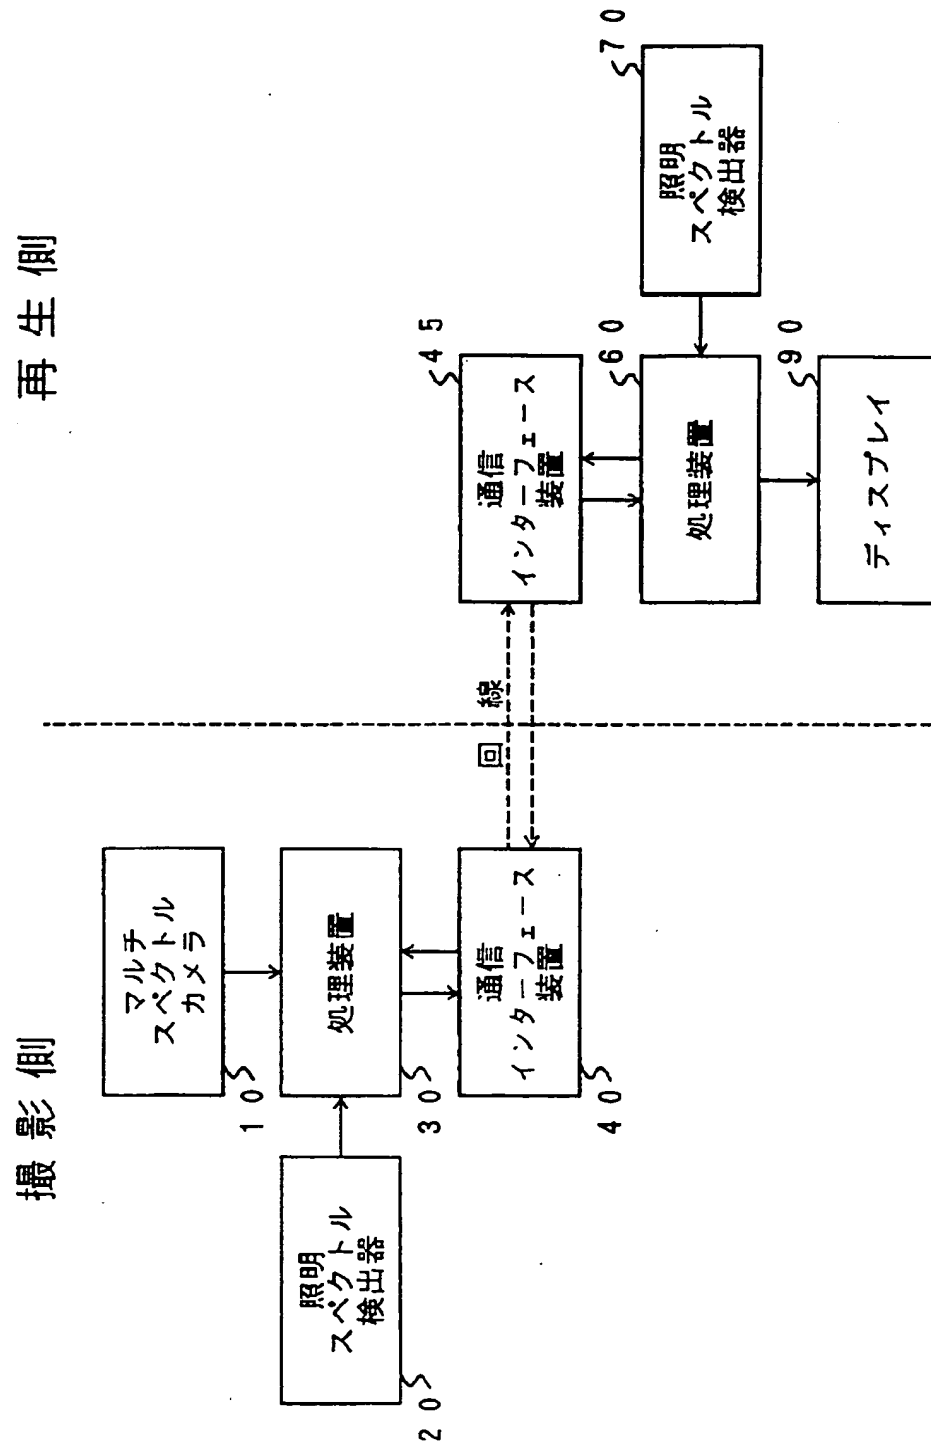 撮影側
再生側
マルチ
スペクトル
カメラ
10
照明
スペクトル
検出器
20
処理装置
30
通信
インターフェース
装置
40
回線
通信
インターフェース
装置
45
処理装置
60
照明
スペクトル
検出器
70
ディスプレイ
90